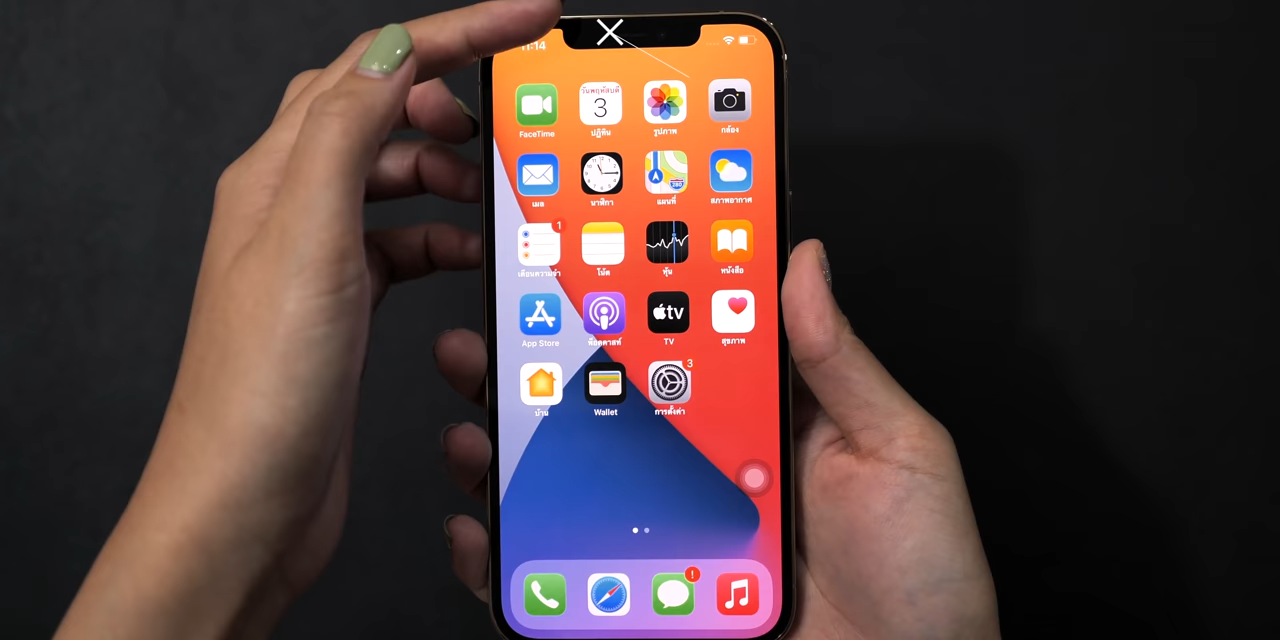 11:14
FaceTime
วันพฤหัสบดี
3
ปฏิทิน
รูปภาพ
กล้อง
เมล
นาฬิกา
280
แผนที่
สภาพอากาศ
1
เตือนความจำ
โน้ต
หุ้น
หนังสือ
App Store
พ็อดคาสท์
tv
TV
สุขภาพ
บ้าน
Wallet
3
การตั้งค่า
!